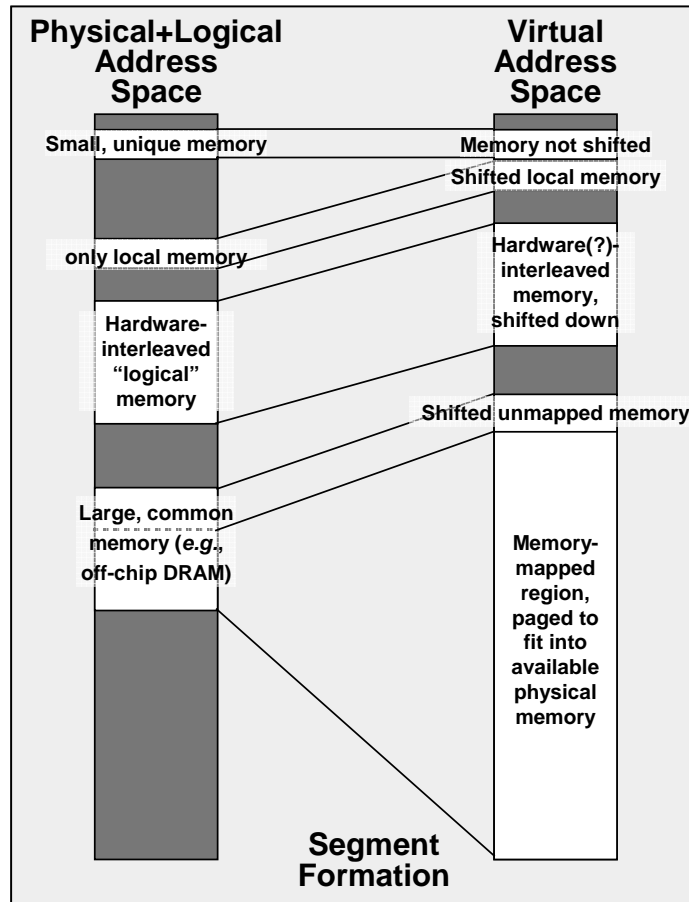 Physical+Logical
Address
Space
Virtual
Address
Space
Small, unique memory
Memory not shifted
Shifted local memory
only local memory
Hardware(?)-
interleaved
memory,
shifted down
Hardware-
interleaved
“logical”
memory
Shifted unmapped memory
Large, common
memory (e.g.,
off-chip DRAM)
Memory-
mapped
region,
paged to
fit into
available
physical
memory
Segment
Formation